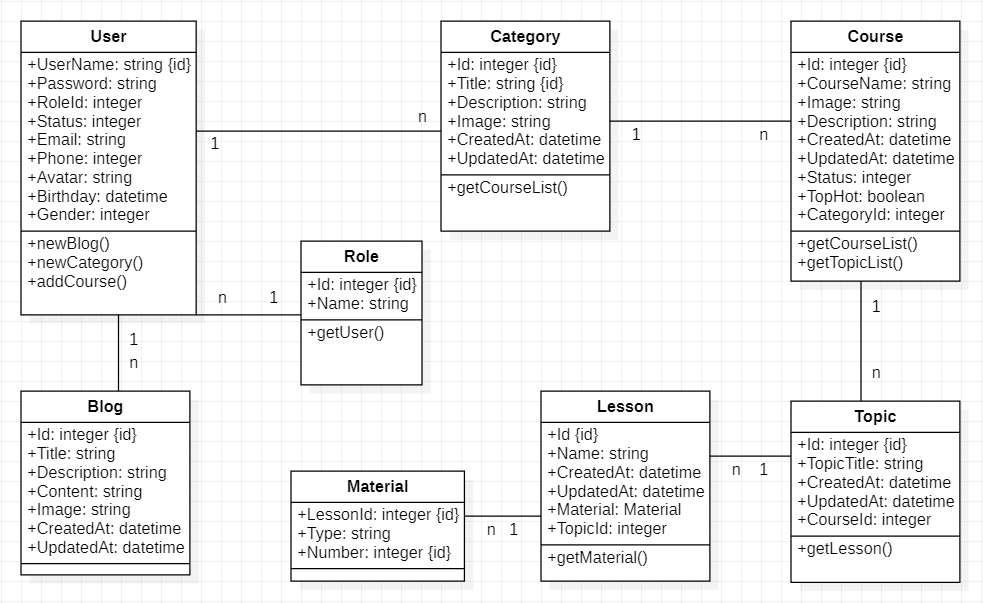 User
+UserName: string {id}
+Password: string
+RoleId: integer
+Status: integer
+Email: string
+Phone: integer
+Avatar: string
+Birthday: datetime
+Gender: integer
+newBlog()
+newCategory()
+addCourse()
1
n
Category
+Id: integer {id}
+Title: string {id}
+Description: string
+Image: string
+CreatedAt: datetime
+UpdatedAt: datetime
+getCourseList()
1
n
Course
+Id: integer {id}
+CourseName: string
+Image: string
+Description: string
+CreatedAt: datetime
+UpdatedAt: datetime
+Status: integer
+TopHot: boolean
+CategoryId: integer
+getCourseList()
+getTopicList()
n 1
Role
+Id: integer {id}
+Name: string
+getUser()
1
n
1
n
Blog
+Id: integer {id}
+Title: string
+Description: string
+Content: string
+Image: string
+CreatedAt: datetime
+UpdatedAt: datetime
Material
+LessonId: integer {id}
+Type: string
+Number: integer {id}
n 1
Lesson
+Id {id}
+Name: string
+CreatedAt: datetime
+UpdatedAt: datetime
+Material: Material
+TopicId: integer
+getMaterial()
n 1
Topic
+Id: integer {id}
+TopicTitle: string
+CreatedAt: datetime
+UpdatedAt: datetime
+CourseId: integer
+getLesson()